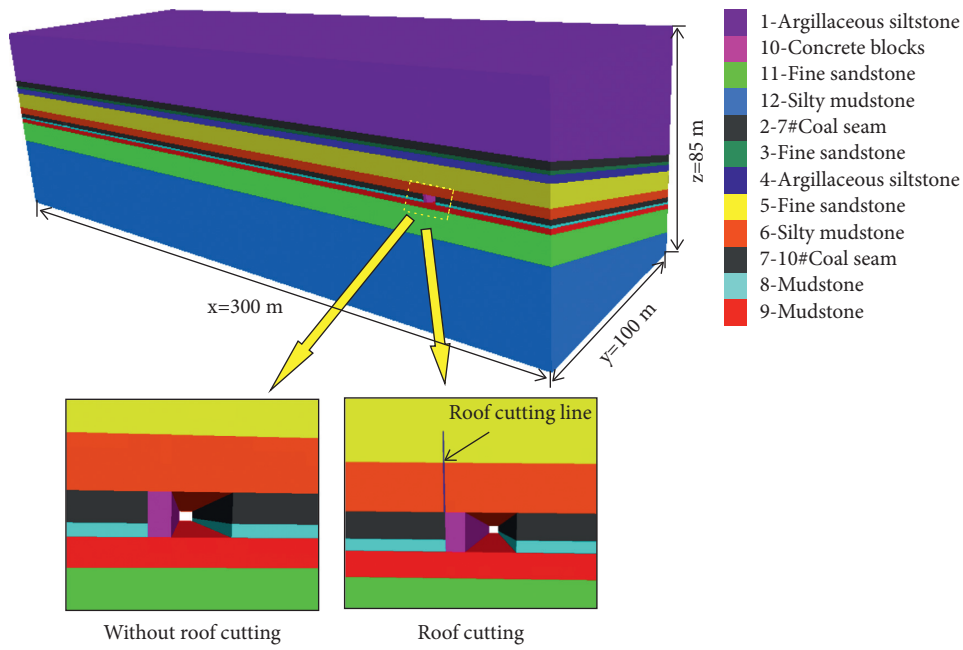 1-Argillaceous siltstone
10-Concrete blocks
11-Fine sandstone
12-Silty mudstone
2-7#Coal seam
3-Fine sandstone
4-Argillaceous siltstone
5-Fine sandstone
6-Silty mudstone
7-10#Coal seam
8-Mudstone
9-Mudstone
z=85 m
x=300 m
y=100 m
Roof cutting line
Without roof cutting
Roof cutting